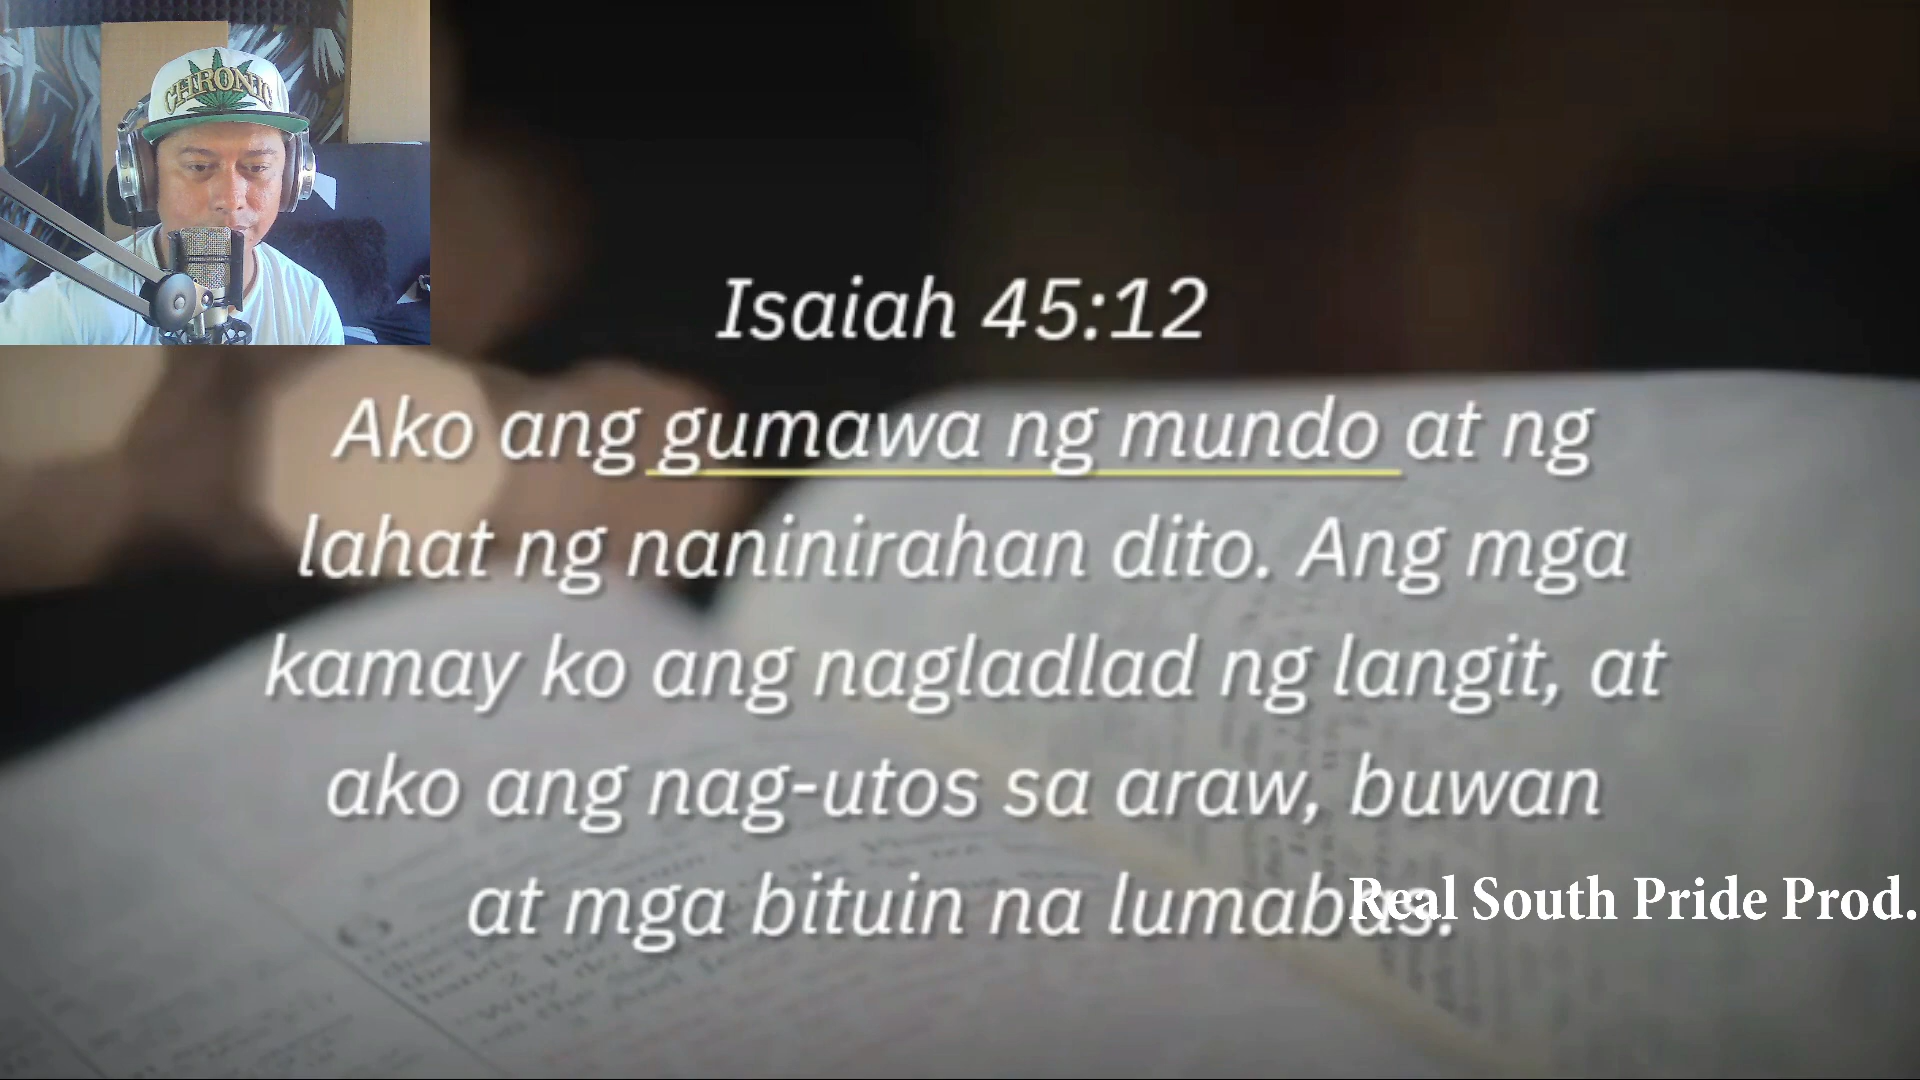 CHRONIC
Isaiah 45:12
Ako ang gumawa ng mundo at ng
lahat ng naninirahan dito. Ang mga
kamay ko ang nagladlad ng langit, at
ako ang nag-utos sa araw, buwan
at mga bituin na lumabas.
Real South Pride Prod.